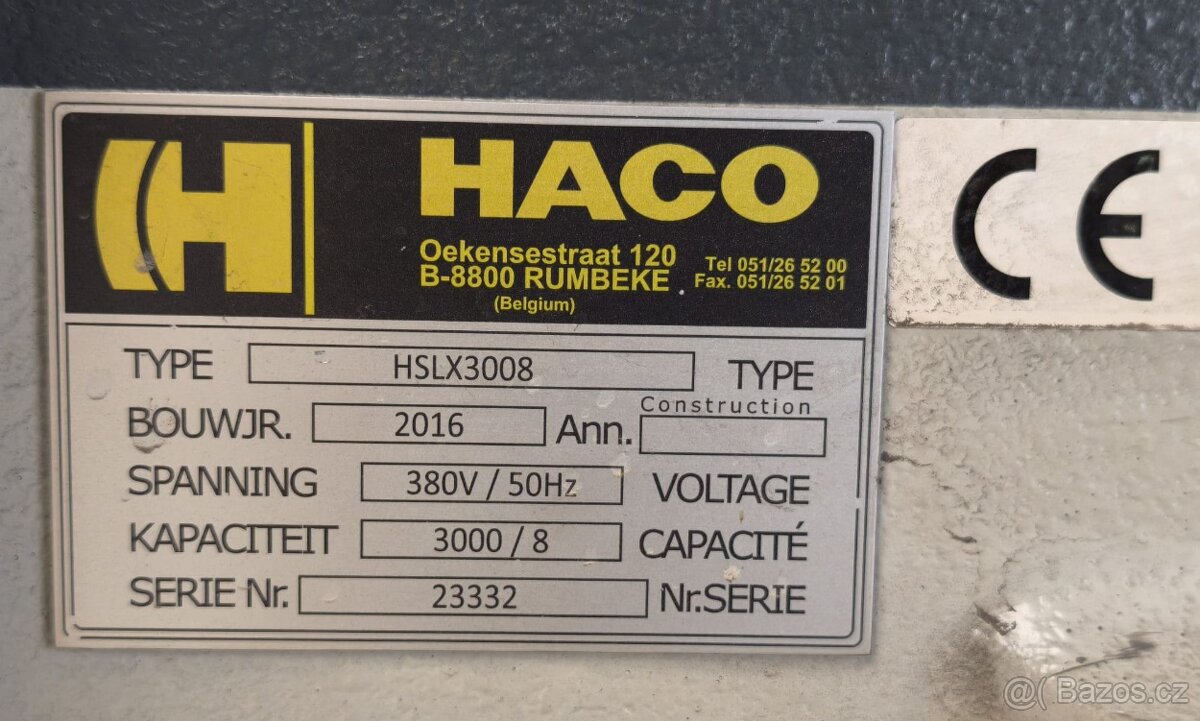 H HACO CE
Oekensestraat 120 Tel 051/26 52 00
B-8800 RUMBEKE Fax. 051/26 52 01
(Belgium)
TYPE HSLX3008 TYPE
Construction
BOUWJR. 2016 Ann.
SPANNING 380V / 50Hz VOLTAGE
KAPACITEIT 3000 / 8 CAPACITÉ
SERIE Nr. 23332 Nr.SERIE
@( Bazos.cz